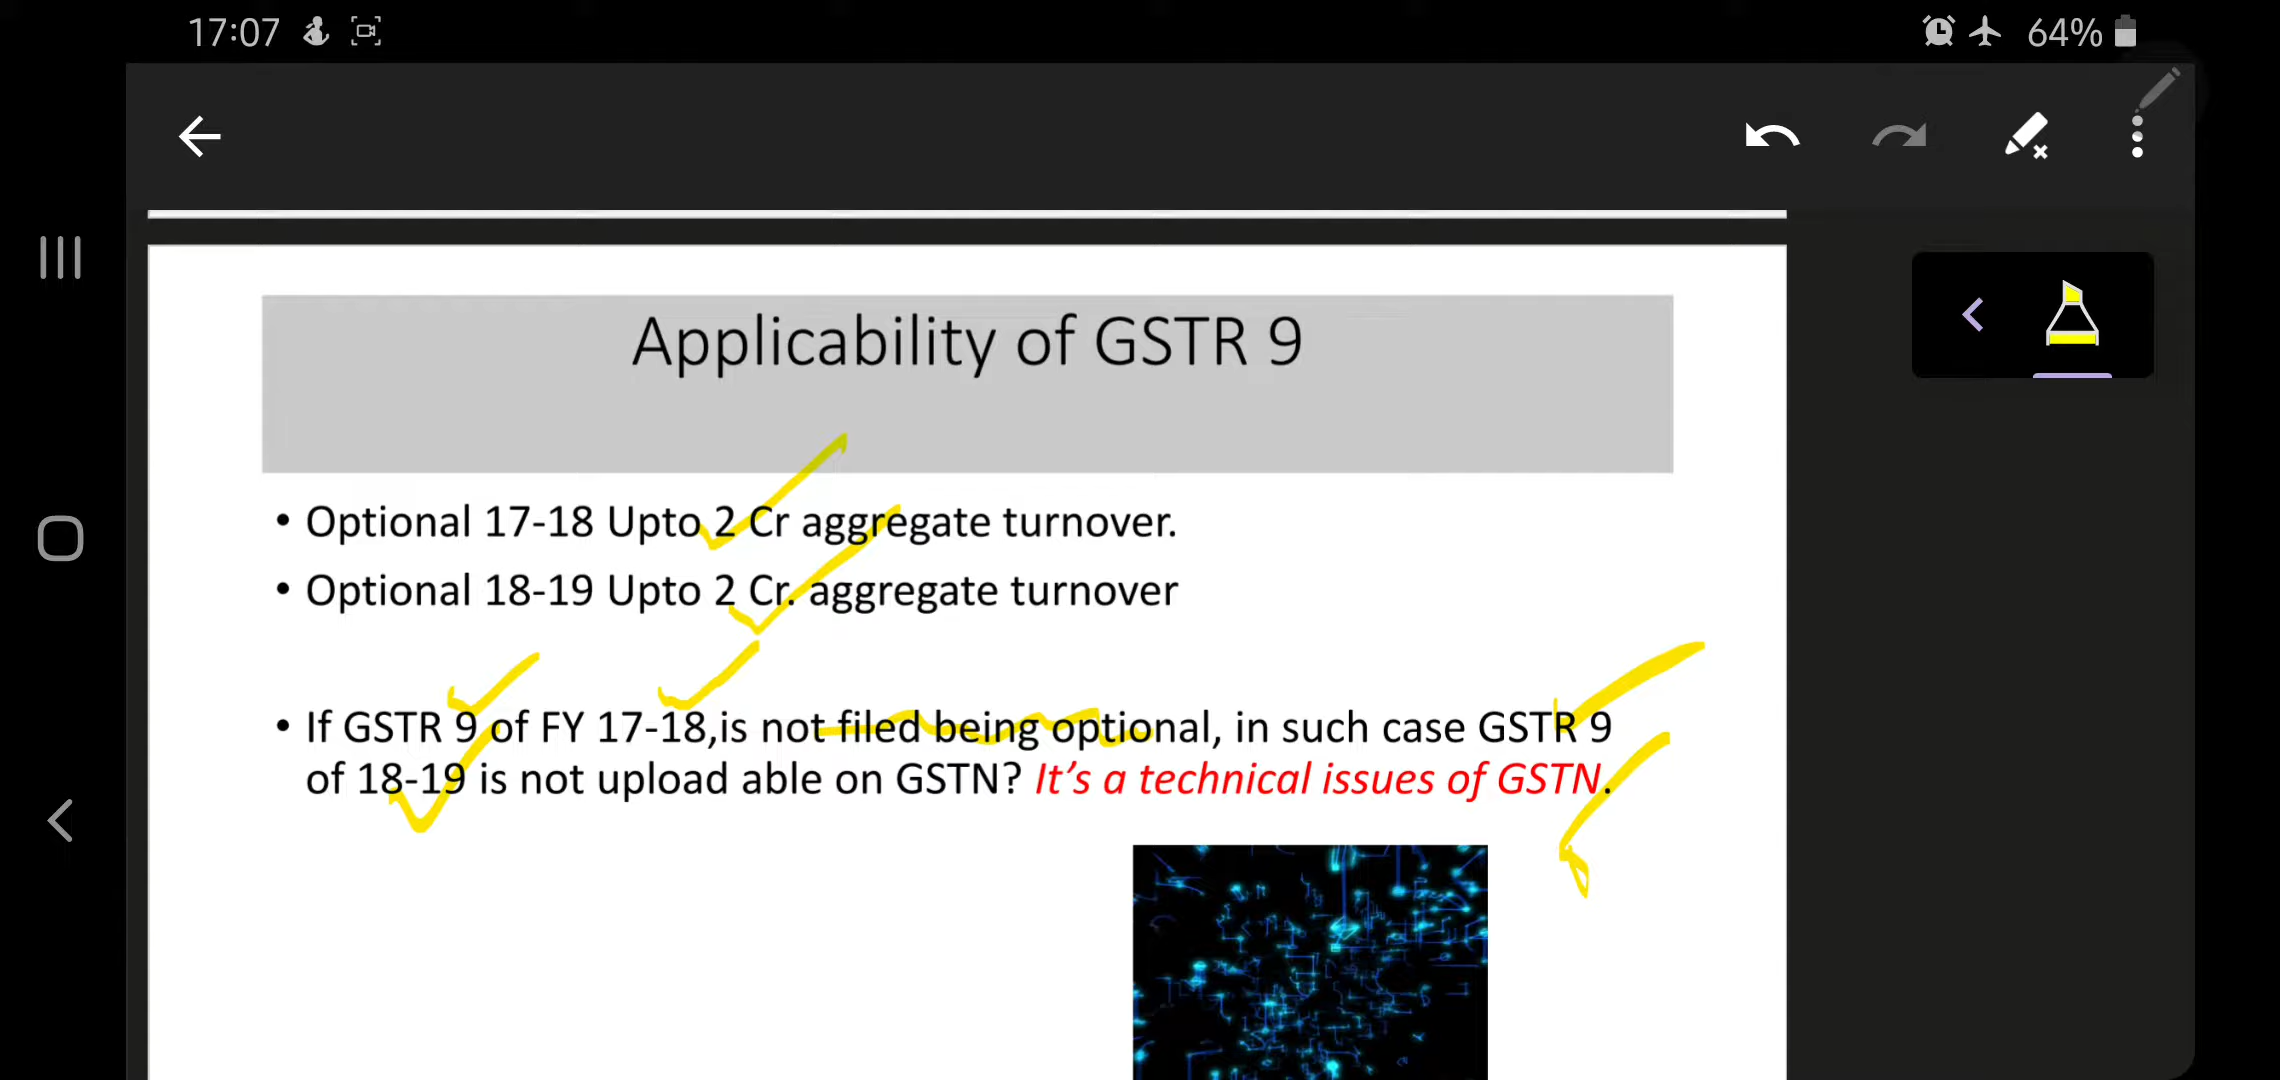 17:07
64%
Applicability of GSTR 9
• Optional 17-18 Upto 2 Cr aggregate turnover.
• Optional 18-19 Upto 2 Cr. aggregate turnover
• If GSTR 9 of FY 17-18,is not filed being optional, in such case GSTR 9
of 18-19 is not upload able on GSTN? It’s a technical issues of GSTN.